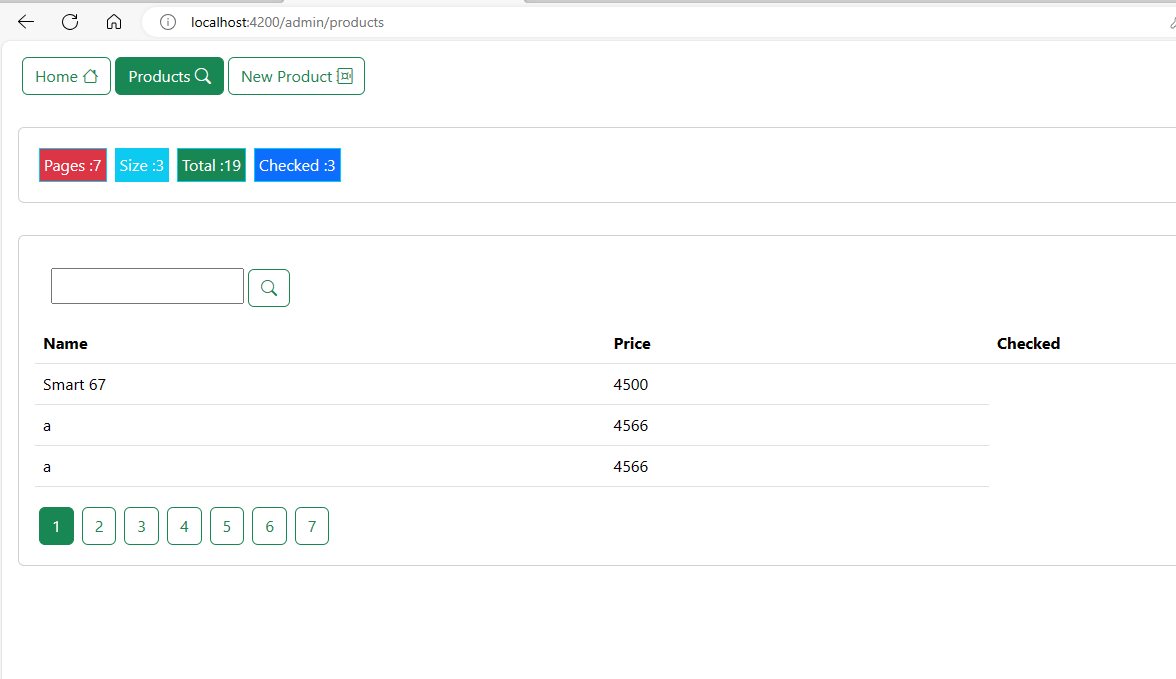 localhost:4200/admin/products
Home Products New Product
Pages :7 Size :3 Total :19 Checked :3
Name Price Checked
Smart 67 4500
a 4566
a 4566
1 2 3 4 5 6 7